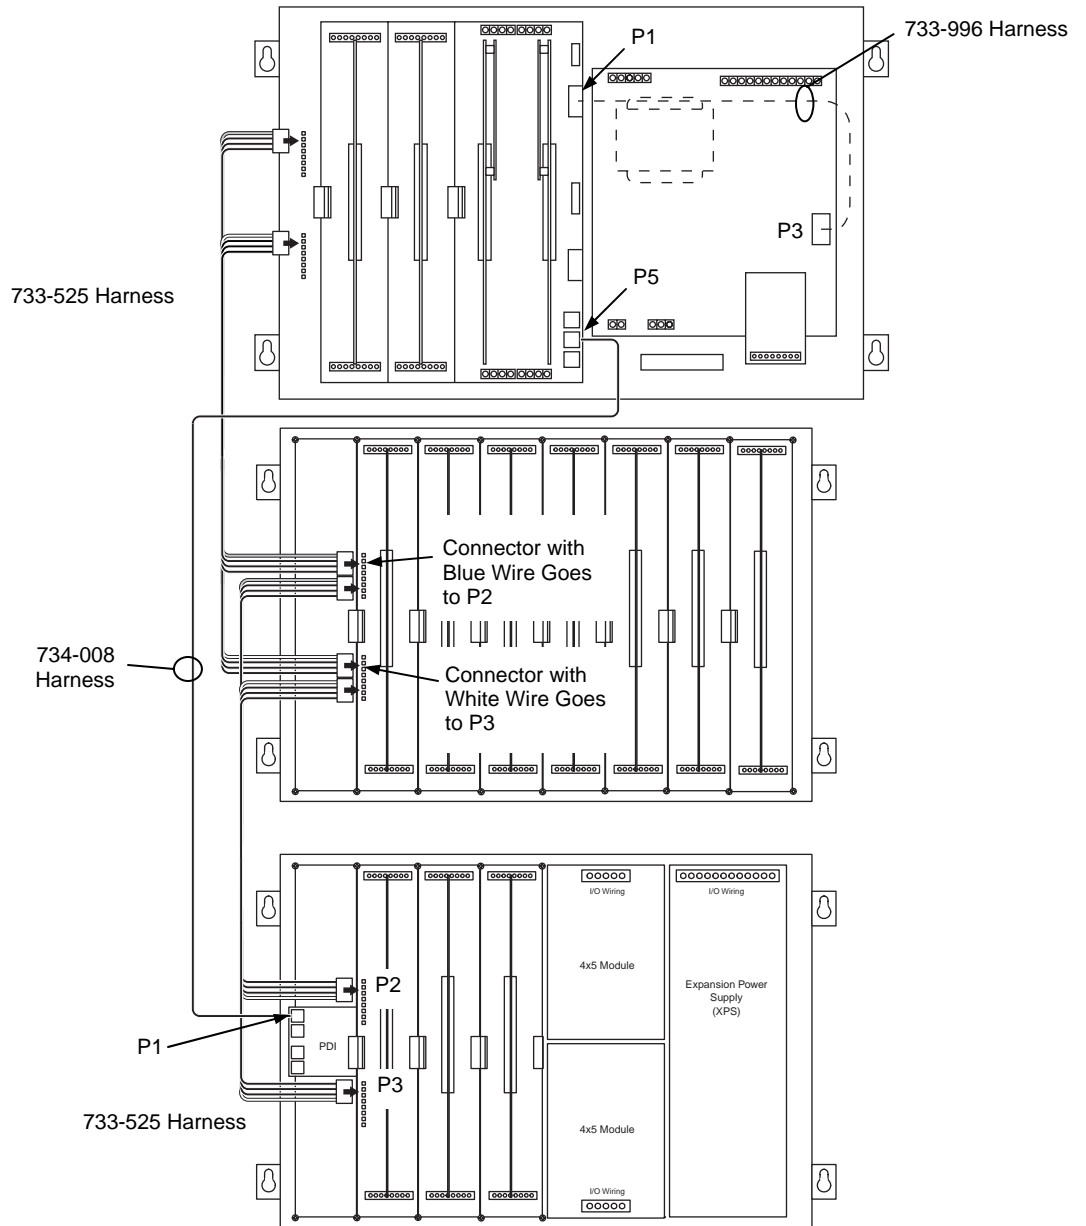 733-996 Harness
P1
P3
P5
733-525 Harness
Connector with
Blue Wire Goes
to P2
734-008
Harness
Connector with
White Wire Goes
to P3
I/O Wiring
I/O Wiring
4x5 Module
P2
Expansion Power
Supply
(XPS)
P1
PDI
P3
733-525 Harness
4x5 Module
I/O Wiring